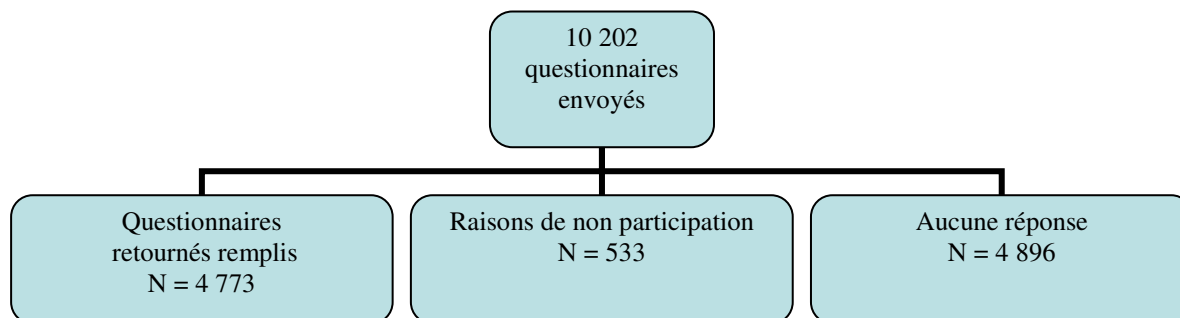 10 202
questionnaires
envoyés
Questionnaires
retournés remplis
N = 4 773
Raisons de non participation
N = 533
Aucune réponse
N = 4 896